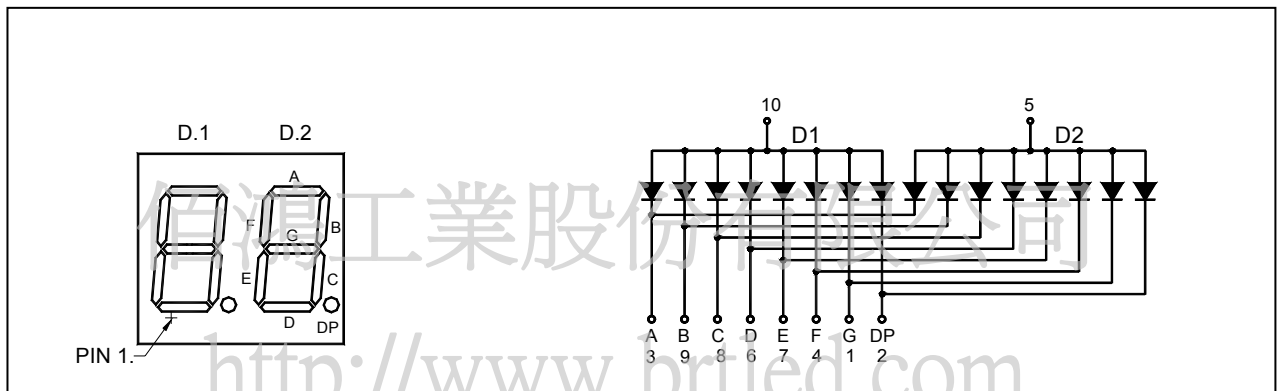 D.1 D.2
A
F B
G
E C
D DP
PIN 1.
10 5
D1 D2
A B C D E F G DP
3 9 8 6 7 4 1 2
佰鴻工業股份有限公司
http://www.brtled.com